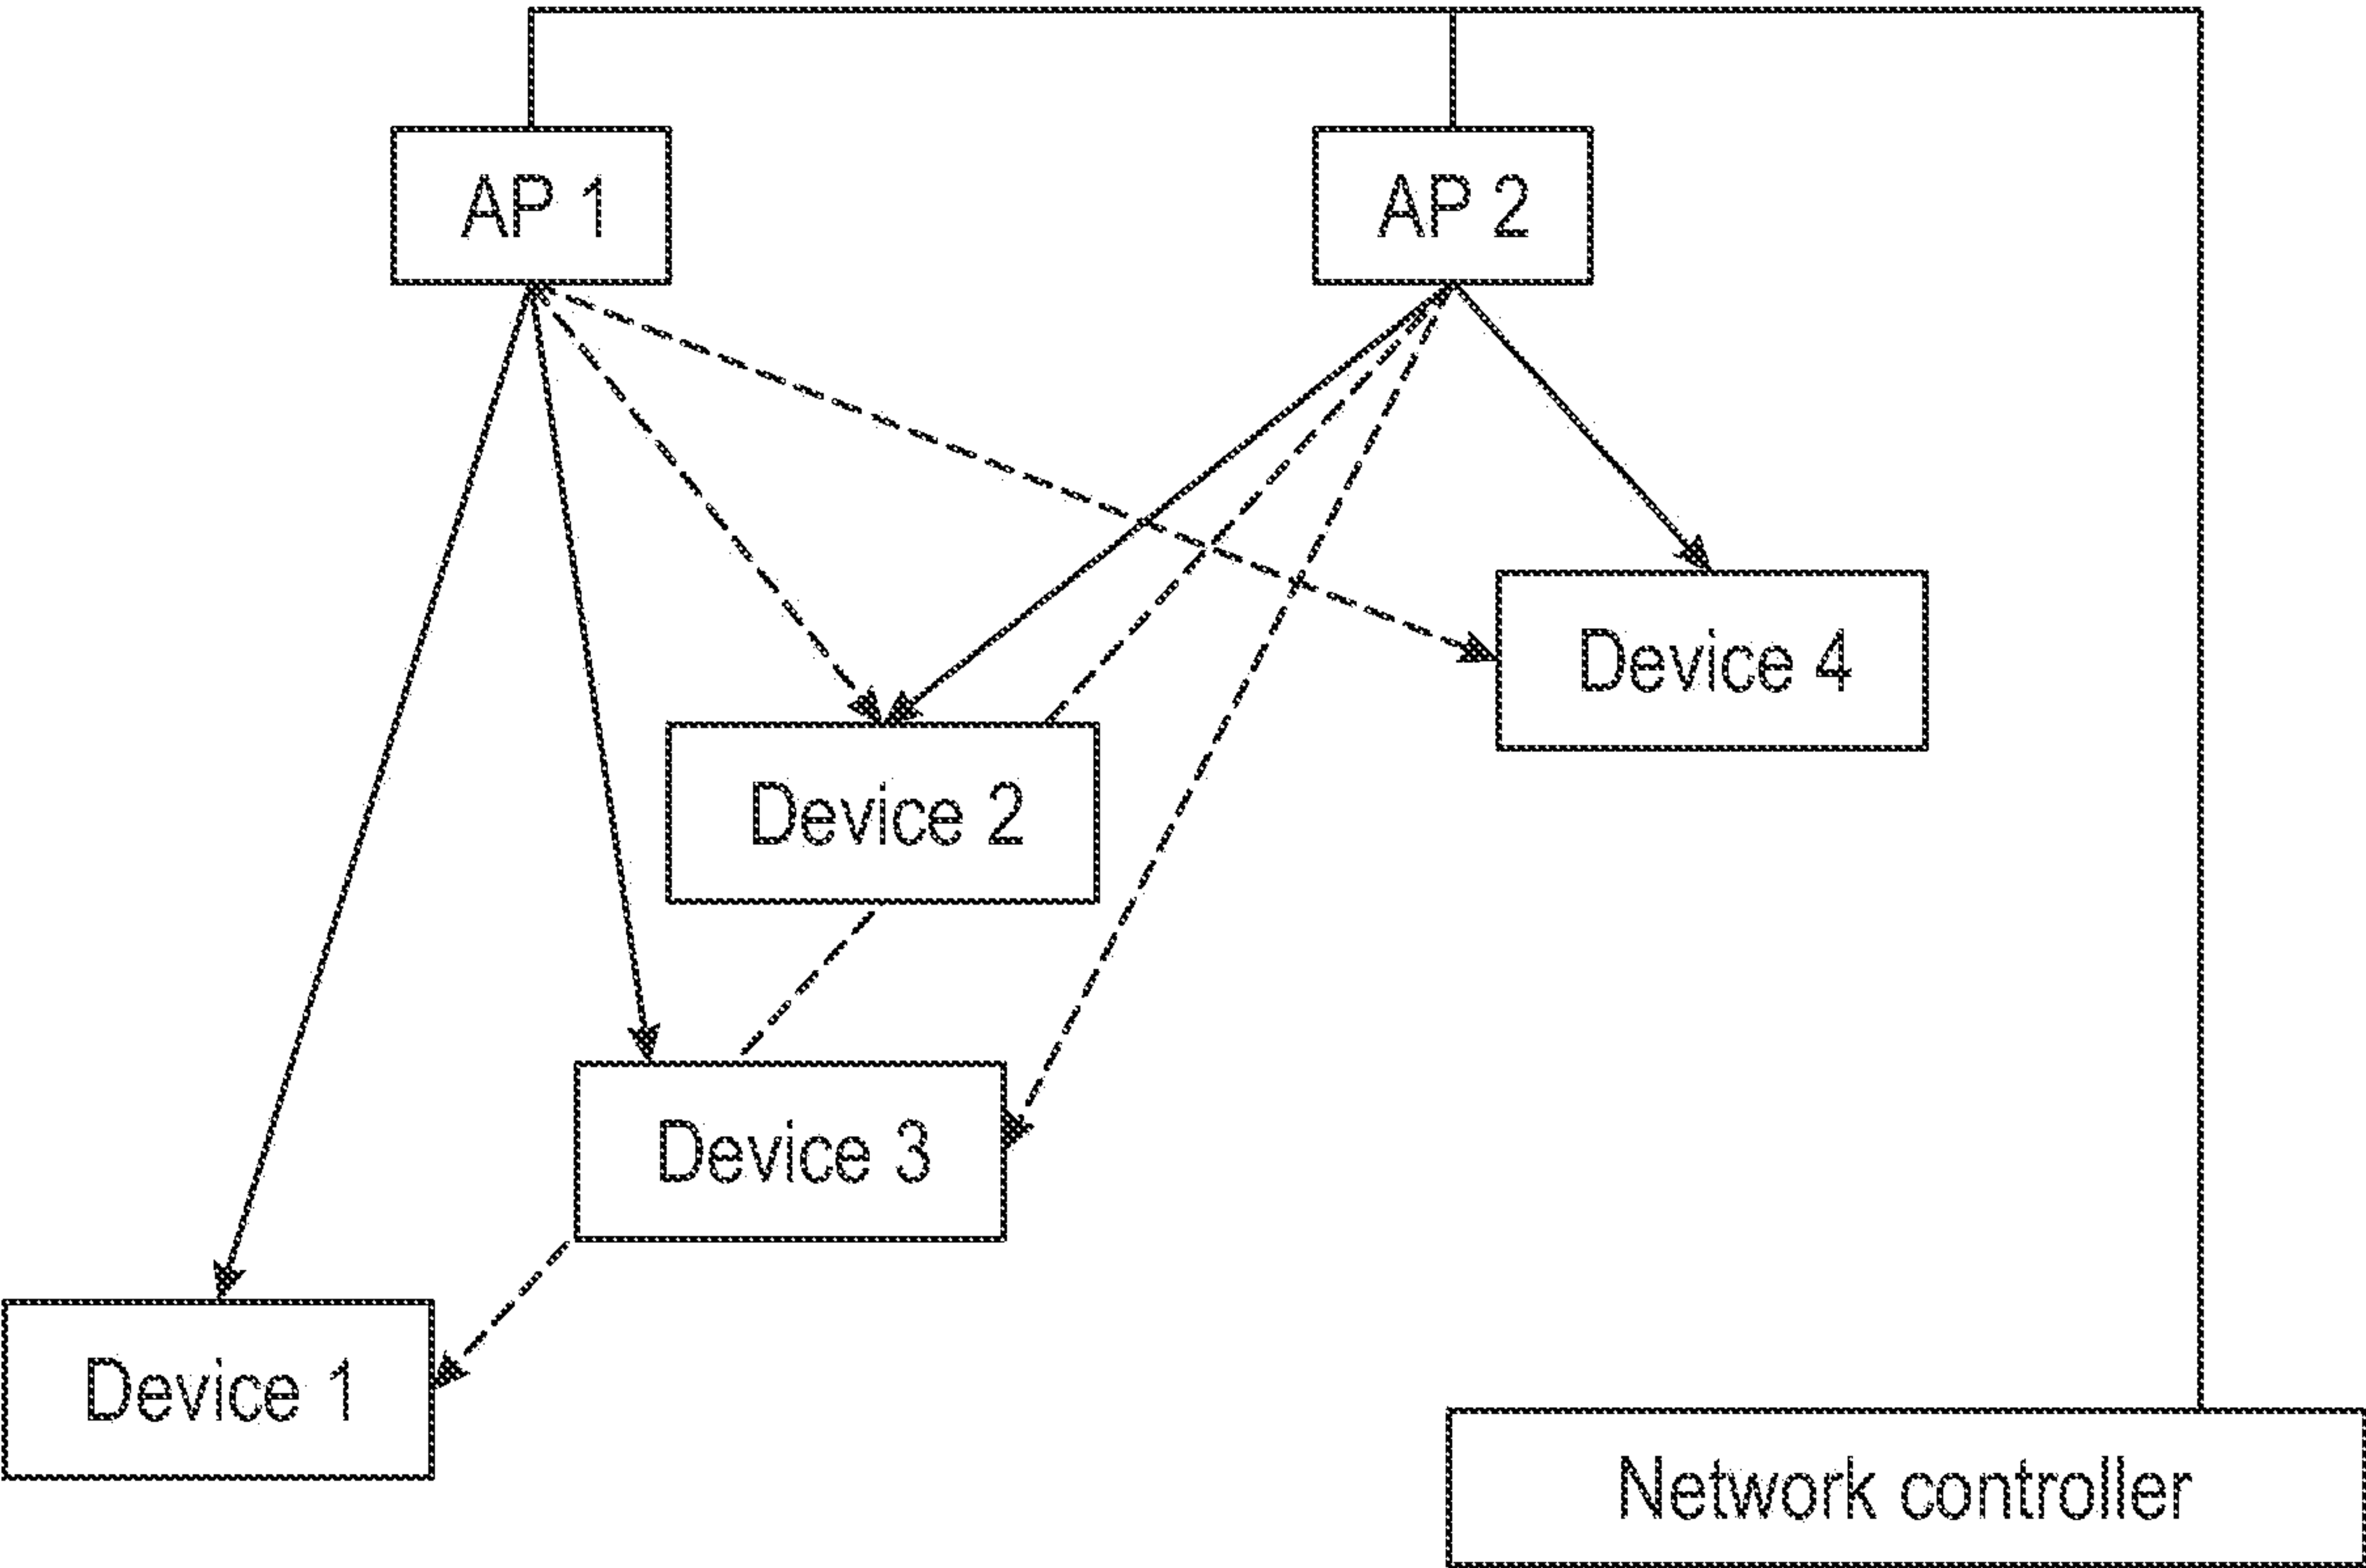 AP 1
AP 2
Device 4
Device 2
Device 3
Device 1
Network controller